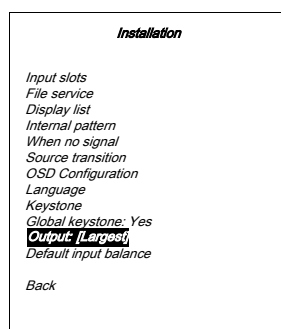 Installation
Input slots
File service
Display list
Internal pattern
When no signal
Source transition
OSD Configuration
Language
Keystone
Global keystone: Yes
Output: [Largest]
Default input balance
Back